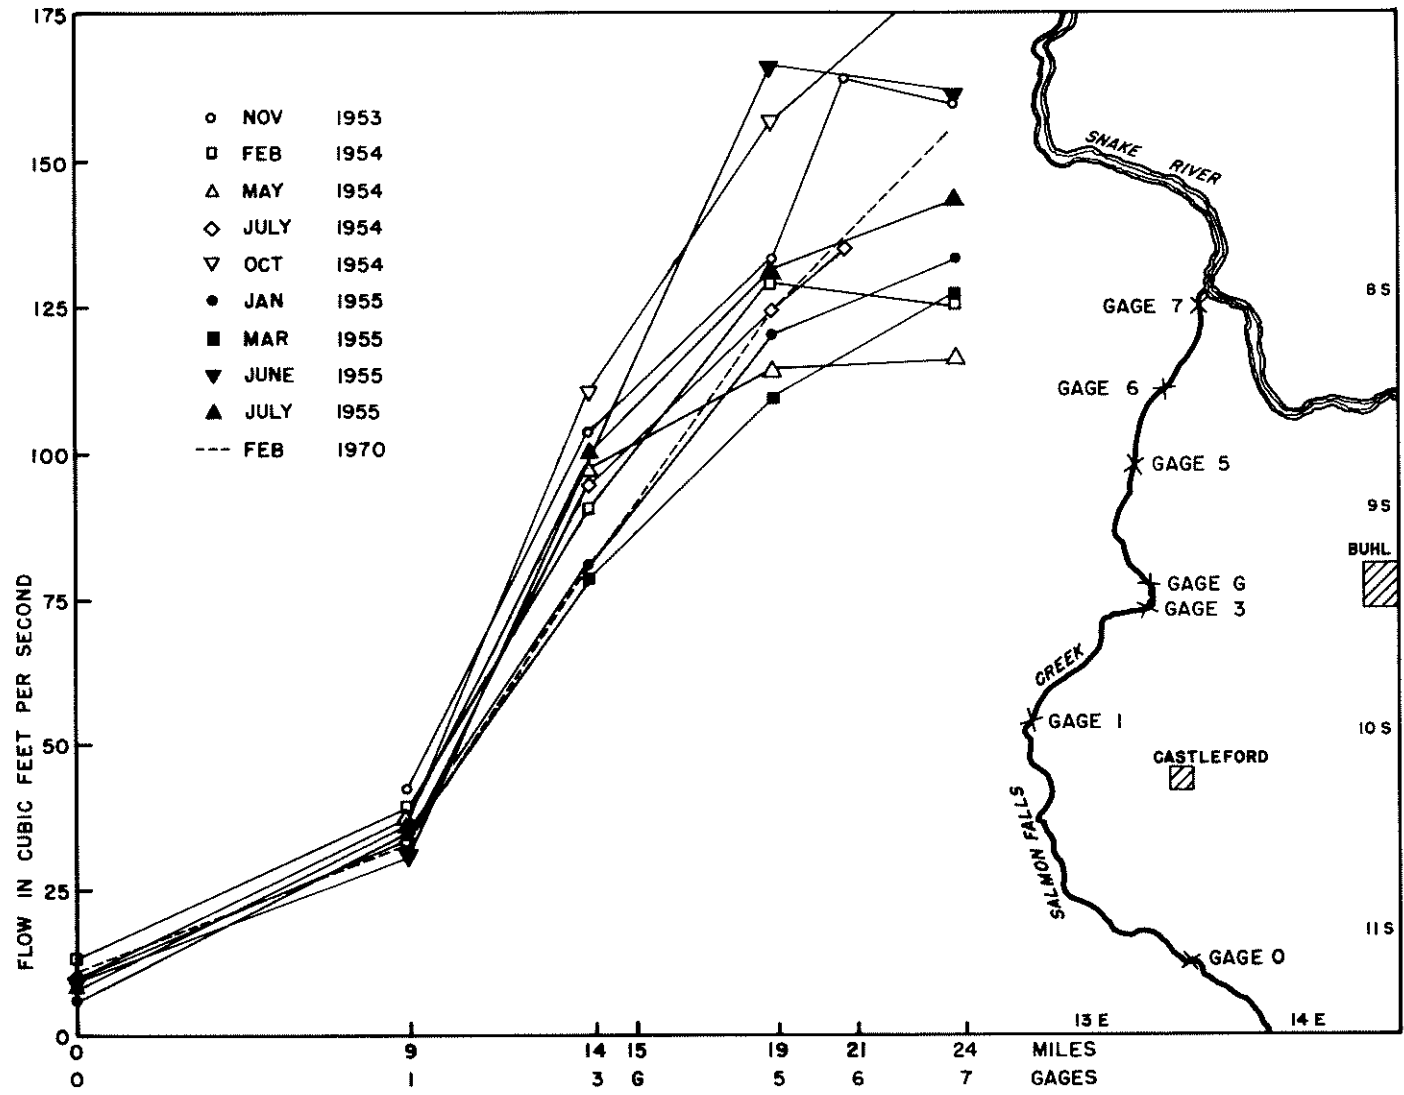 175
150
125
100
75
50
25
0
FLOW IN CUBIC FEET PER SECOND
NOV 1953
FEB 1954
MAY 1954
JULY 1954
OCT 1954
JAN 1955
MAR 1955
JUNE 1955
JULY 1955
FEB 1970
0 9 14 15 19 21 24 MILES
0 1 3 G 5 6 7 GAGES
SNAKE RIVER
8 S
GAGE 7
GAGE 6
GAGE 5
9 S
BUHL
GAGE G
GAGE 3
CREEK
GAGE 1
10 S
CASTLEFORD
SALMON FALLS
11 S
GAGE 0
13 E 14 E